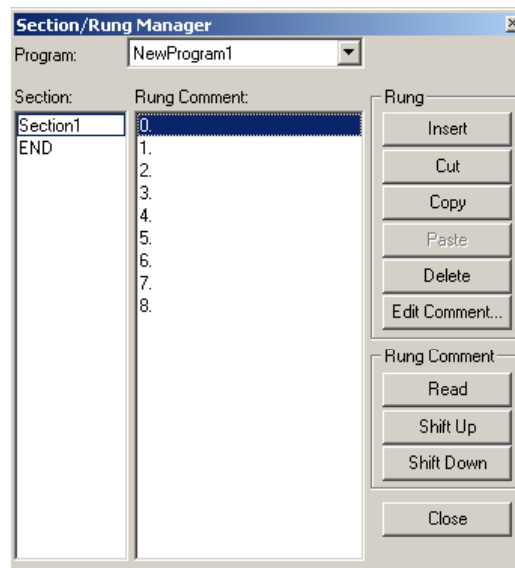 Section/Rung Manager
Program:
NewProgram1
Section:
Section1
END
Rung Comment:
0.
1.
2.
3.
4.
5.
6.
7.
8.
Rung
Insert
Cut
Copy
Paste
Delete
Edit Comment...
Rung Comment
Read
Shift Up
Shift Down
Close